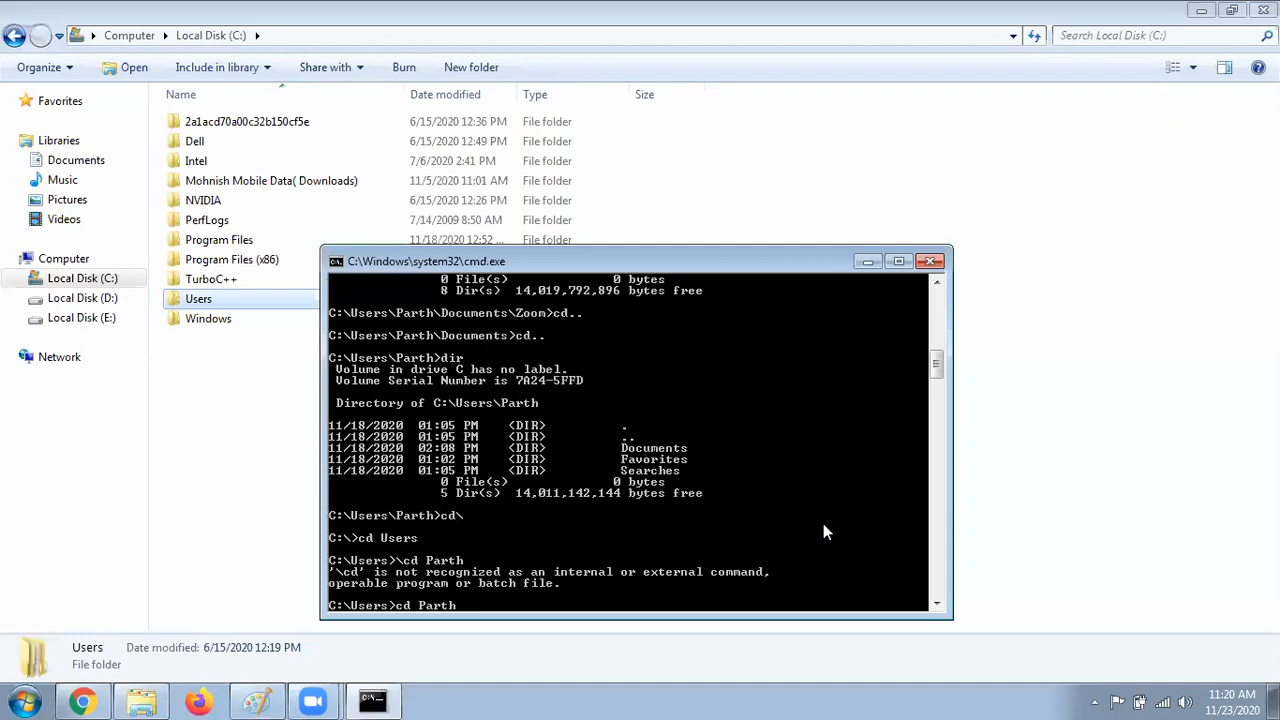 Computer
Local Disk (C:)
Search Local Disk (C:)
Organize
Open
Include in library
Share with
Burn
New folder
Name
Date modified
Type
Size
Favorites
Libraries
Documents
Music
Pictures
Videos
Computer
Local Disk (C:)
Local Disk (D:)
Local Disk (E:)
Network
2a1acd70a00c32b150cf5e 6/15/2020 12:36 PM File folder
Dell 6/15/2020 12:49 PM File folder
Intel 7/6/2020 2:41 PM File folder
Mohnish Mobile Data( Downloads) 11/5/2020 11:01 AM File folder
NVIDIA 6/15/2020 12:26 PM File folder
PerfLogs 7/14/2009 8:50 AM File folder
Program Files 11/18/2020 12:52 ... File folder
Program Files (x86)
TurboC++
Users
Windows
C:\Windows\system32\cmd.exe
0 File(s) 0 bytes
8 Dir(s) 14,019,792,896 bytes free
C:\Users\Parth\Documents\Zoom>cd..
C:\Users\Parth\Documents>cd..
C:\Users\Parth>dir
Volume in drive C has no label.
Volume Serial Number is 7A24-5FFD
Directory of C:\Users\Parth
11/18/2020 01:05 PM <DIR> .
11/18/2020 01:05 PM <DIR> ..
11/18/2020 02:08 PM <DIR> Documents
11/18/2020 01:02 PM <DIR> Favorites
11/18/2020 01:05 PM <DIR> Searches
0 File(s) 0 bytes
5 Dir(s) 14,011,142,144 bytes free
C:\Users\Parth>cd\
C:\>cd Users
C:\Users>\cd Parth
'\cd' is not recognized as an internal or external command,
operable program or batch file.
C:\Users>cd Parth
Users Date modified: 6/15/2020 12:19 PM
File folder
11:20 AM
11/23/2020